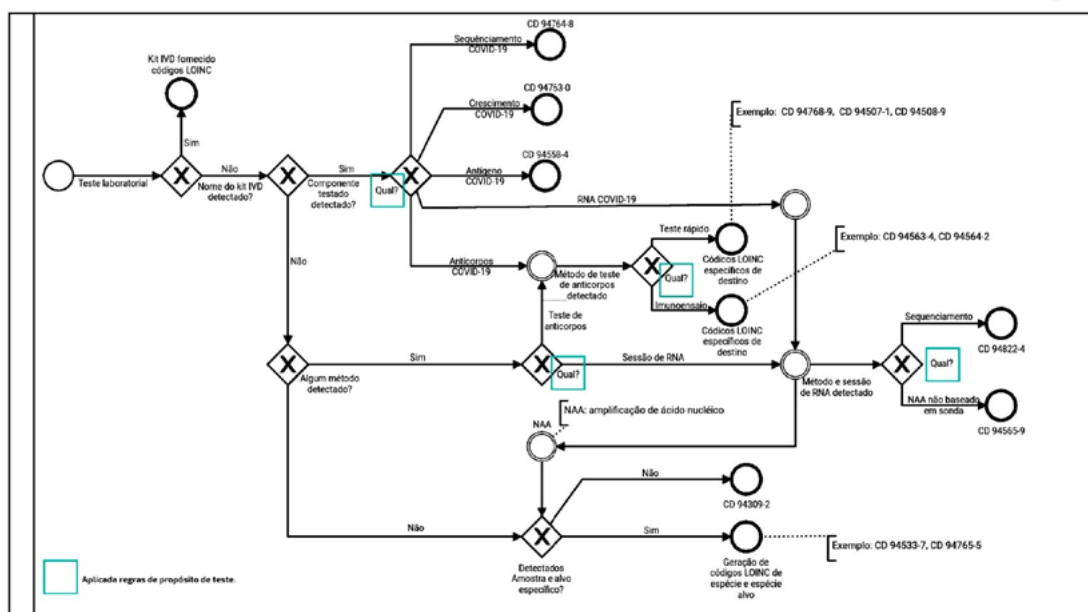 CD 94764-8
Sequênciamento
COVID-19
Kit IVD fornecido
códigos LOINC
CD 94763-0
Crescimento
COVID-19
Exemplo: CD 94768-9, CD 94507-1, CD 94508-9
Sim
CD 94558-4
Antígeno
COVID-19
Teste laboratorial
Não
Nome do kit IVD
detectado?
Sim
Componente
testado
detectado?
Qual?
RNA COVID-19
Teste rápido
Exemplo: CD 94563-4, CD 94564-2
Códicos LOINC
específicos de
destino
Não
Anticorpos
COVID-19
Método de teste
de anticorpos
detectado
Qual?
Imunoensaio
Códicos LOINC
específicos de
destino
Teste de
anticorpos
Sequenciamento
CD 94822-4
Algum método
detectado?
Sim
Qual?
Sessão de RNA
Método e sessão
de RNA detectado
Qual?
NAA não baseado
em sonda
CD 94565-9
NAA: amplificação de ácido nucléico
NAA
Não
CD 94309-2
Não
Sim
Exemplo: CD 94533-7, CD 94765-5
Detectados
Amostra e alvo
específico?
Geração de
códigos LOINC de
espécie e espécie
alvo
Aplicada regras de propósito de teste.